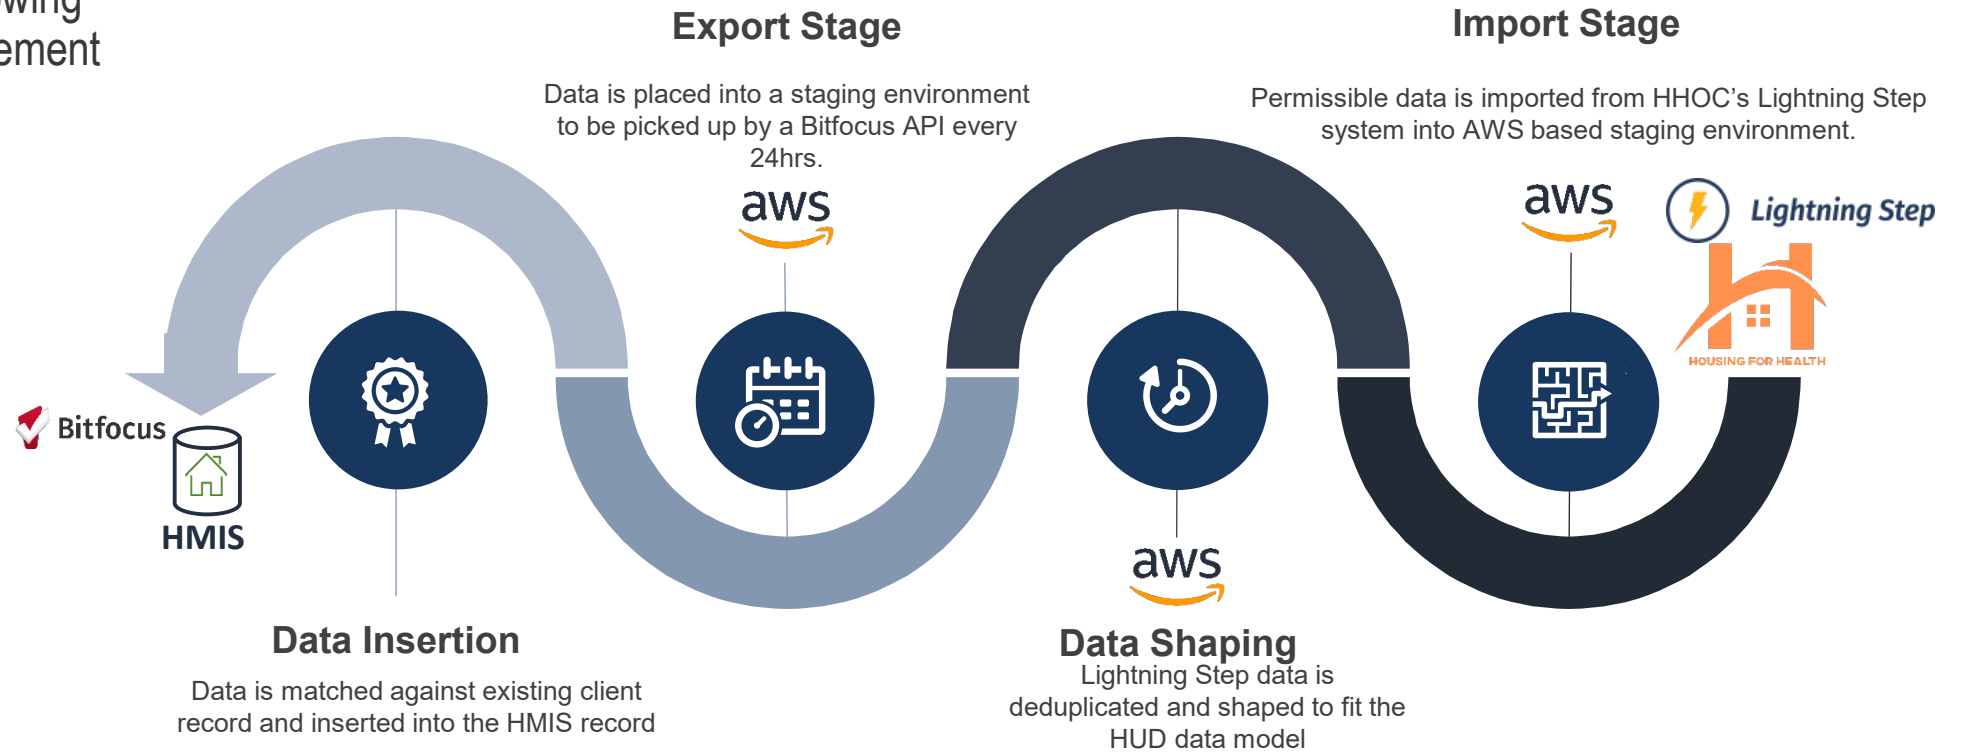 Export Stage
Data is placed into a staging environment
to be picked up by a Bitfocus API every
24hrs.
aws
Import Stage
Permissible data is imported from HHOC’s Lightning Step
system into AWS based staging environment.
aws
Lightning Step
HOUSING FOR HEALTH
Bitfocus
HMIS
Data Insertion
Data is matched against existing client
record and inserted into the HMIS record
aws
Data Shaping
Lightning Step data is
deduplicated and shaped to fit the
HUD data model